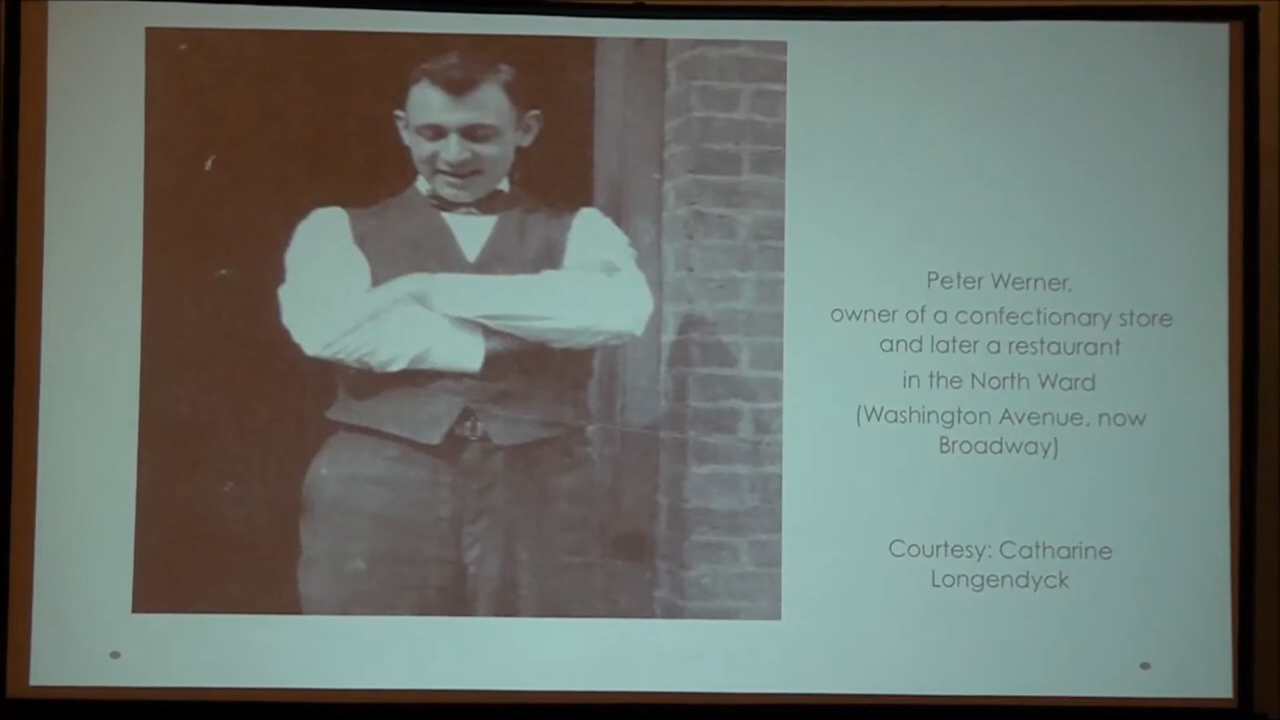 Peter Werner,
owner of a confectionary store
and later a restaurant
in the North Ward
(Washington Avenue, now
Broadway)
Courtesy: Catharine
Longendyck